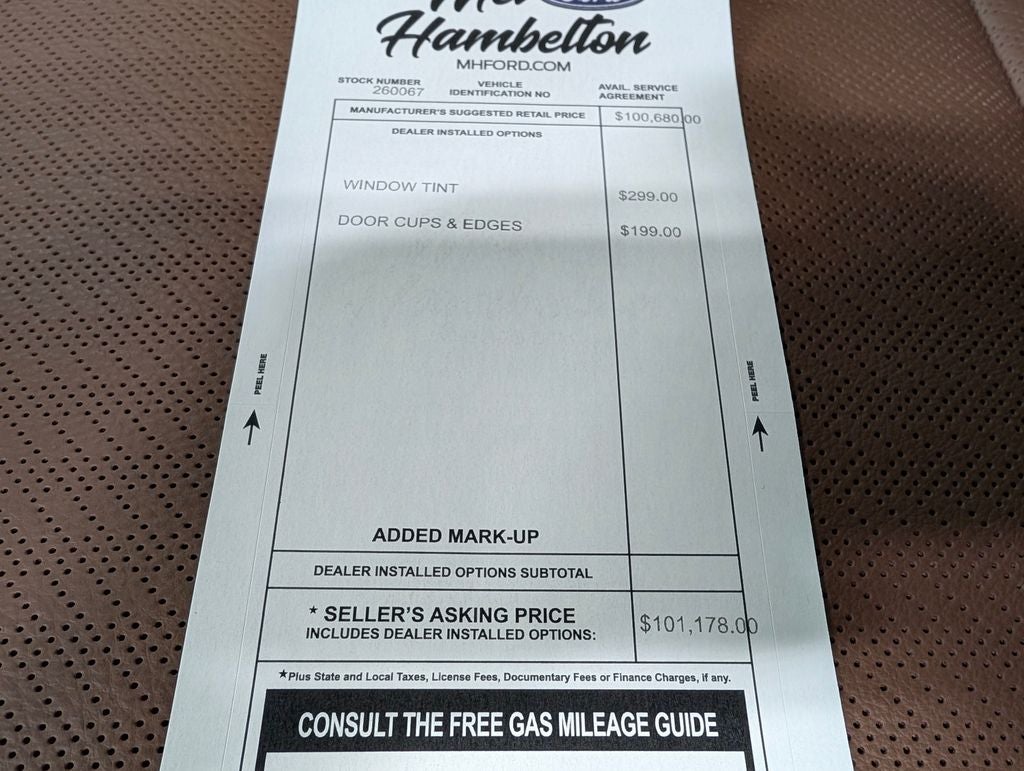 Mel
Hambelton
MHFORD.COM
STOCK NUMBER
260067
VEHICLE
IDENTIFICATION NO
AVAIL. SERVICE
AGREEMENT
MANUFACTURER'S SUGGESTED RETAIL PRICE $100,680.00
DEALER INSTALLED OPTIONS
WINDOW TINT $299.00
DOOR CUPS & EDGES $199.00
PEEL HERE
PEEL HERE
ADDED MARK-UP
DEALER INSTALLED OPTIONS SUBTOTAL
* SELLER'S ASKING PRICE
INCLUDES DEALER INSTALLED OPTIONS: $101,178.00
*Plus State and Local Taxes, License Fees, Documentary Fees or Finance Charges, if any.
CONSULT THE FREE GAS MILEAGE GUIDE